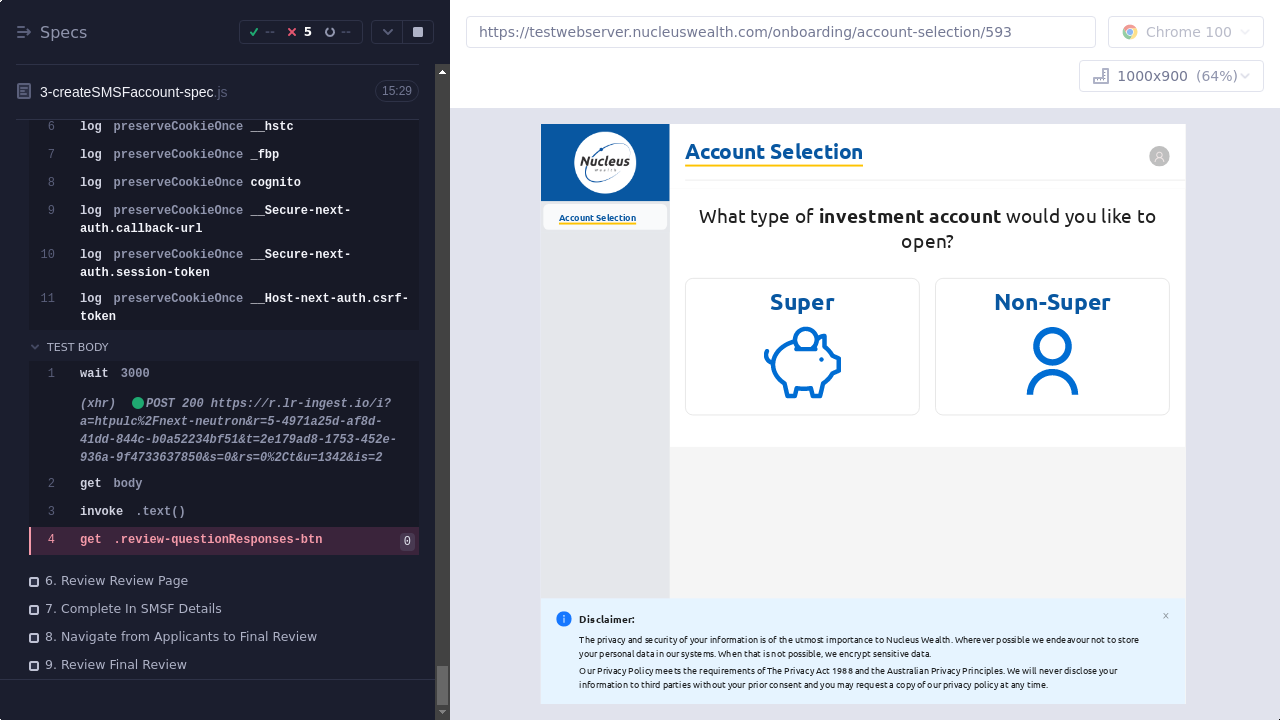 Specs
-- 5 --
3-createSMSFaccount-spec.js 15:29
6 log preserveCookieOnce __hstc
7 log preserveCookieOnce _fbp
8 log preserveCookieOnce cognito
9 log preserveCookieOnce __Secure-next-
auth.callback-url
10 log preserveCookieOnce __Secure-next-
auth.session-token
11 log preserveCookieOnce __Host-next-auth.csrf-
token
TEST BODY
1 wait 3000
(xhr) POST 200 https://r.lr-ingest.io/i?
a=htpulc%2Fnext-neutron&r=5-4971a25d-af8d-
41dd-844c-b0a52234bf51&t=2e179ad8-1753-452e-
936a-9f4733637850&s=0&rs=0%2Ct&u=1342&is=2
2 get body
3 invoke .text()
4 get .review-questionResponses-btn 0
6. Review Review Page
7. Complete In SMSF Details
8. Navigate from Applicants to Final Review
9. Review Final Review
https://testwebserver.nucleuswealth.com/onboarding/account-selection/593
Chrome 100
1000x900 (64%)
Nucleus
Wealth
Account Selection
Account Selection
What type of investment account would you like to
open?
Super
Non-Super
Disclaimer:
The privacy and security of your information is of the utmost importance to Nucleus Wealth. Wherever possible we endeavour not to store
your personal data in our systems. When that is not possible, we encrypt sensitive data.
Our Privacy Policy meets the requirements of The Privacy Act 1988 and the Australian Privacy Principles. We will never disclose your
information to third parties without your prior consent and you may request a copy of our privacy policy at any time.